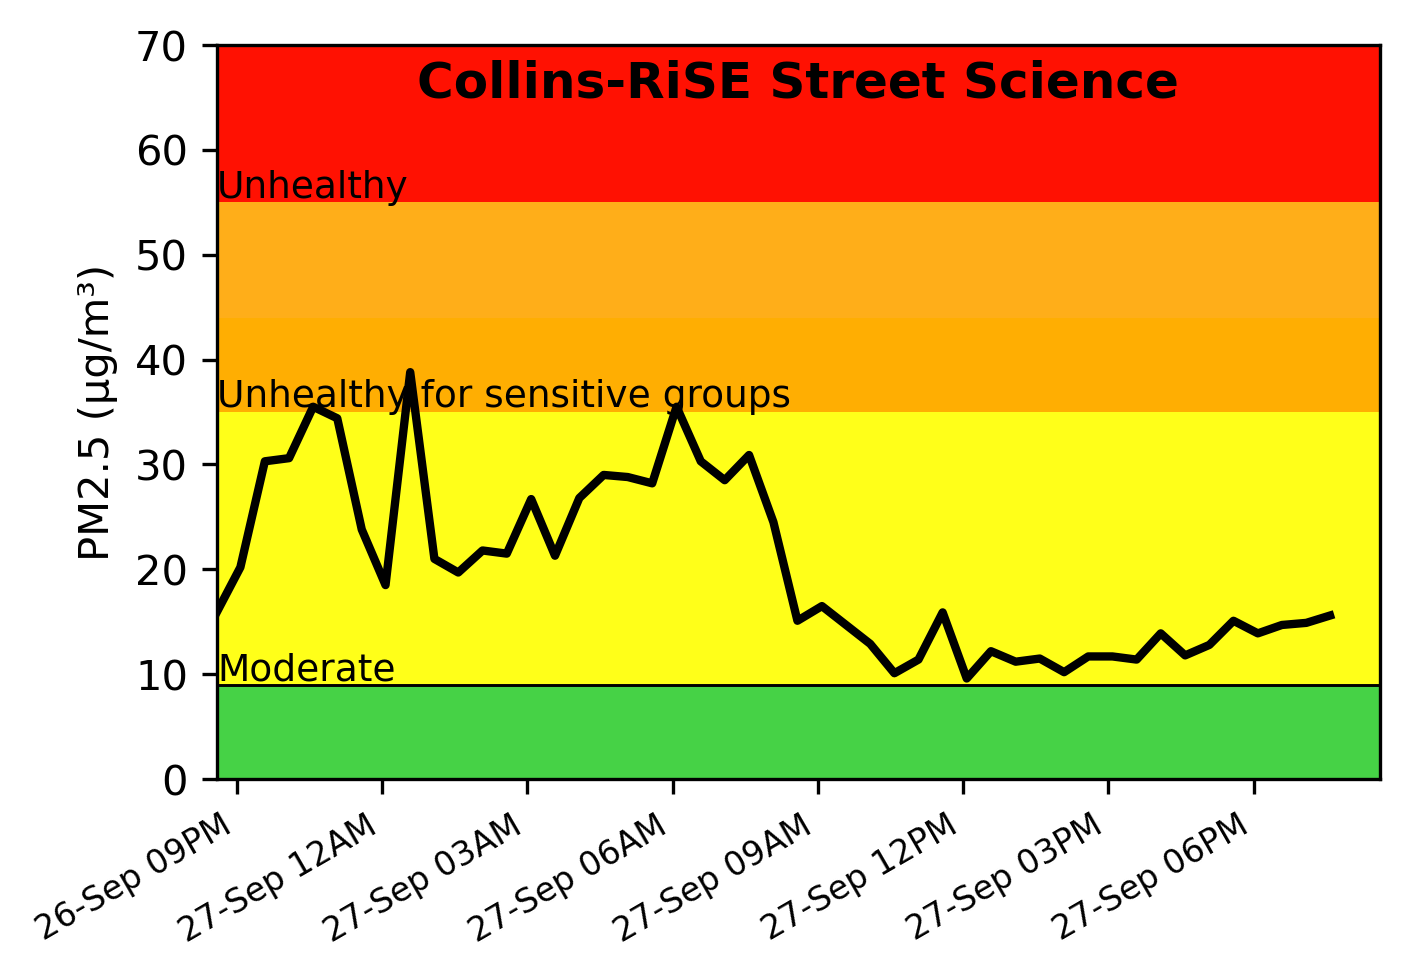 Collins-RiSE Street Science
PM2.5 (µg/m³)
70
60
50
40
30
20
10
0
Unhealthy
Unhealthy for sensitive groups
Moderate
26-Sep 09PM
27-Sep 12AM
27-Sep 03AM
27-Sep 06AM
27-Sep 09AM
27-Sep 12PM
27-Sep 03PM
27-Sep 06PM